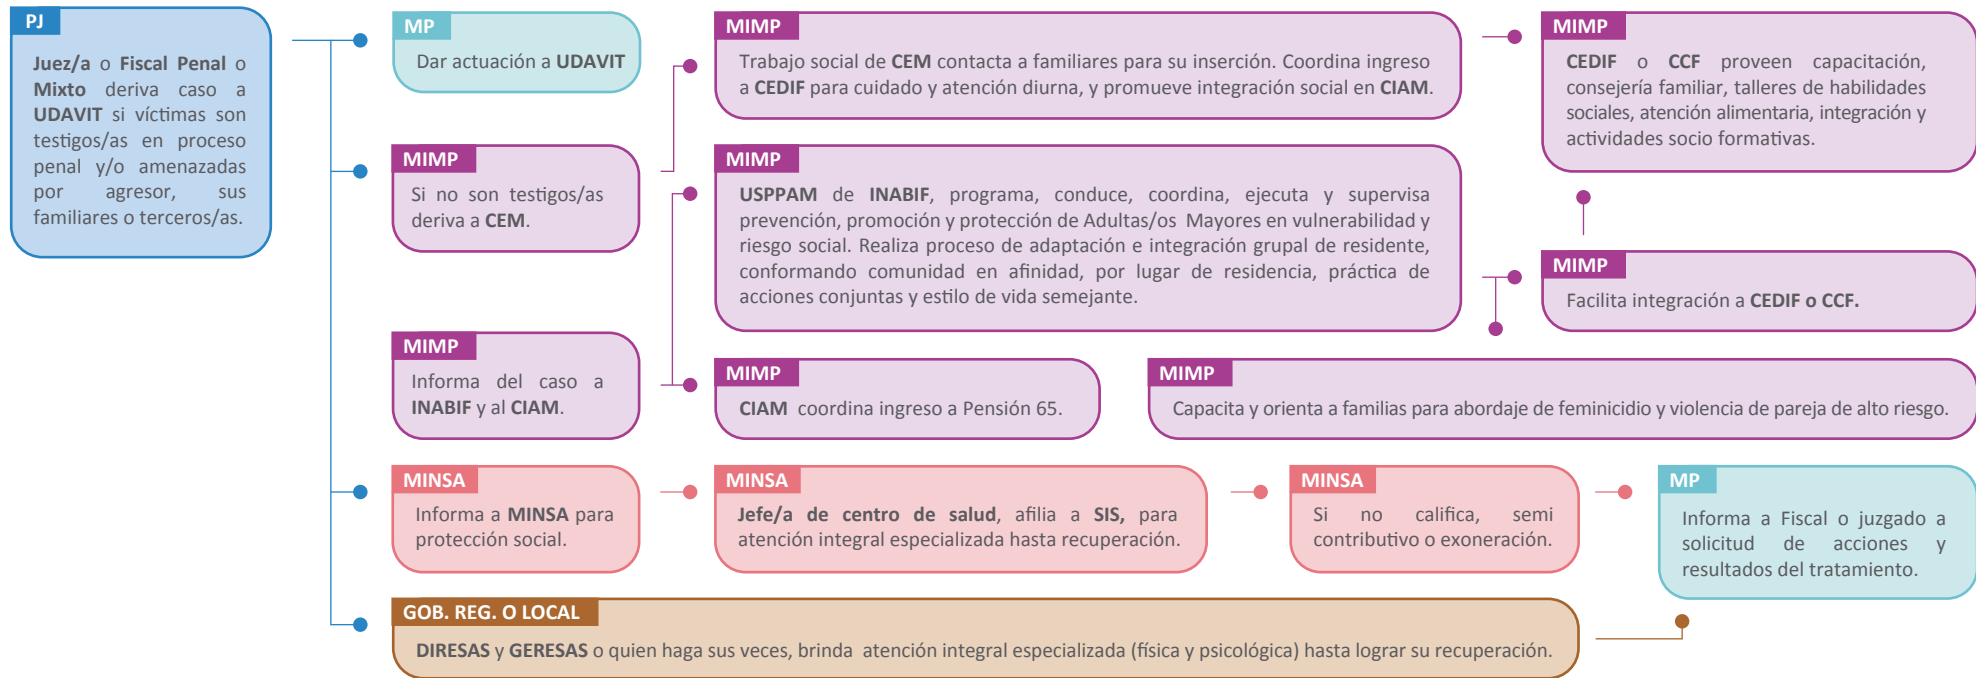 PJ
Juez/a o Fiscal Penal o
Mixto deriva caso a
UDAVIT si víctimas son
testigos/as en proceso
penal y/o amenazadas
por agresor, sus
familiares o terceros/as.
MP
Dar actuación a UDAVIT
MIMP
Si no son testigos/as
deriva a CEM.
MIMP
Trabajo social de CEM contacta a familiares para su inserción. Coordina ingreso
a CEDIF para cuidado y atención diurna, y promueve integración social en CIAM.
MIMP
CEDIF o CCF proveen capacitación,
consejería familiar, talleres de habilidades
sociales, atención alimentaria, integración y
actividades socio formativas.
MIMP
USPPAM de INABIF, programa, conduce, coordina, ejecuta y supervisa
prevención, promoción y protección de Adultas/os Mayores en vulnerabilidad y
riesgo social. Realiza proceso de adaptación e integración grupal de residente,
conformando comunidad en afinidad, por lugar de residencia, práctica de
acciones conjuntas y estilo de vida semejante.
MIMP
Facilita integración a CEDIF o CCF.
MIMP
Informa del caso a
INABIF y al CIAM.
MIMP
CIAM coordina ingreso a Pensión 65.
MIMP
Capacita y orienta a familias para abordaje de feminicidio y violencia de pareja de alto riesgo.
MINSA
Informa a MINSA para
protección social.
MINSA
Jefe/a de centro de salud, afilia a SIS, para
atención integral especializada hasta recuperación.
MINSA
Si no califica, semi
contributivo o exoneración.
MP
Informa a Fiscal o juzgado a
solicitud de acciones y
resultados del tratamiento.
GOB. REG. O LOCAL
DIRESAS y GERESAS o quien haga sus veces, brinda atención integral especializada (física y psicológica) hasta lograr su recuperación.